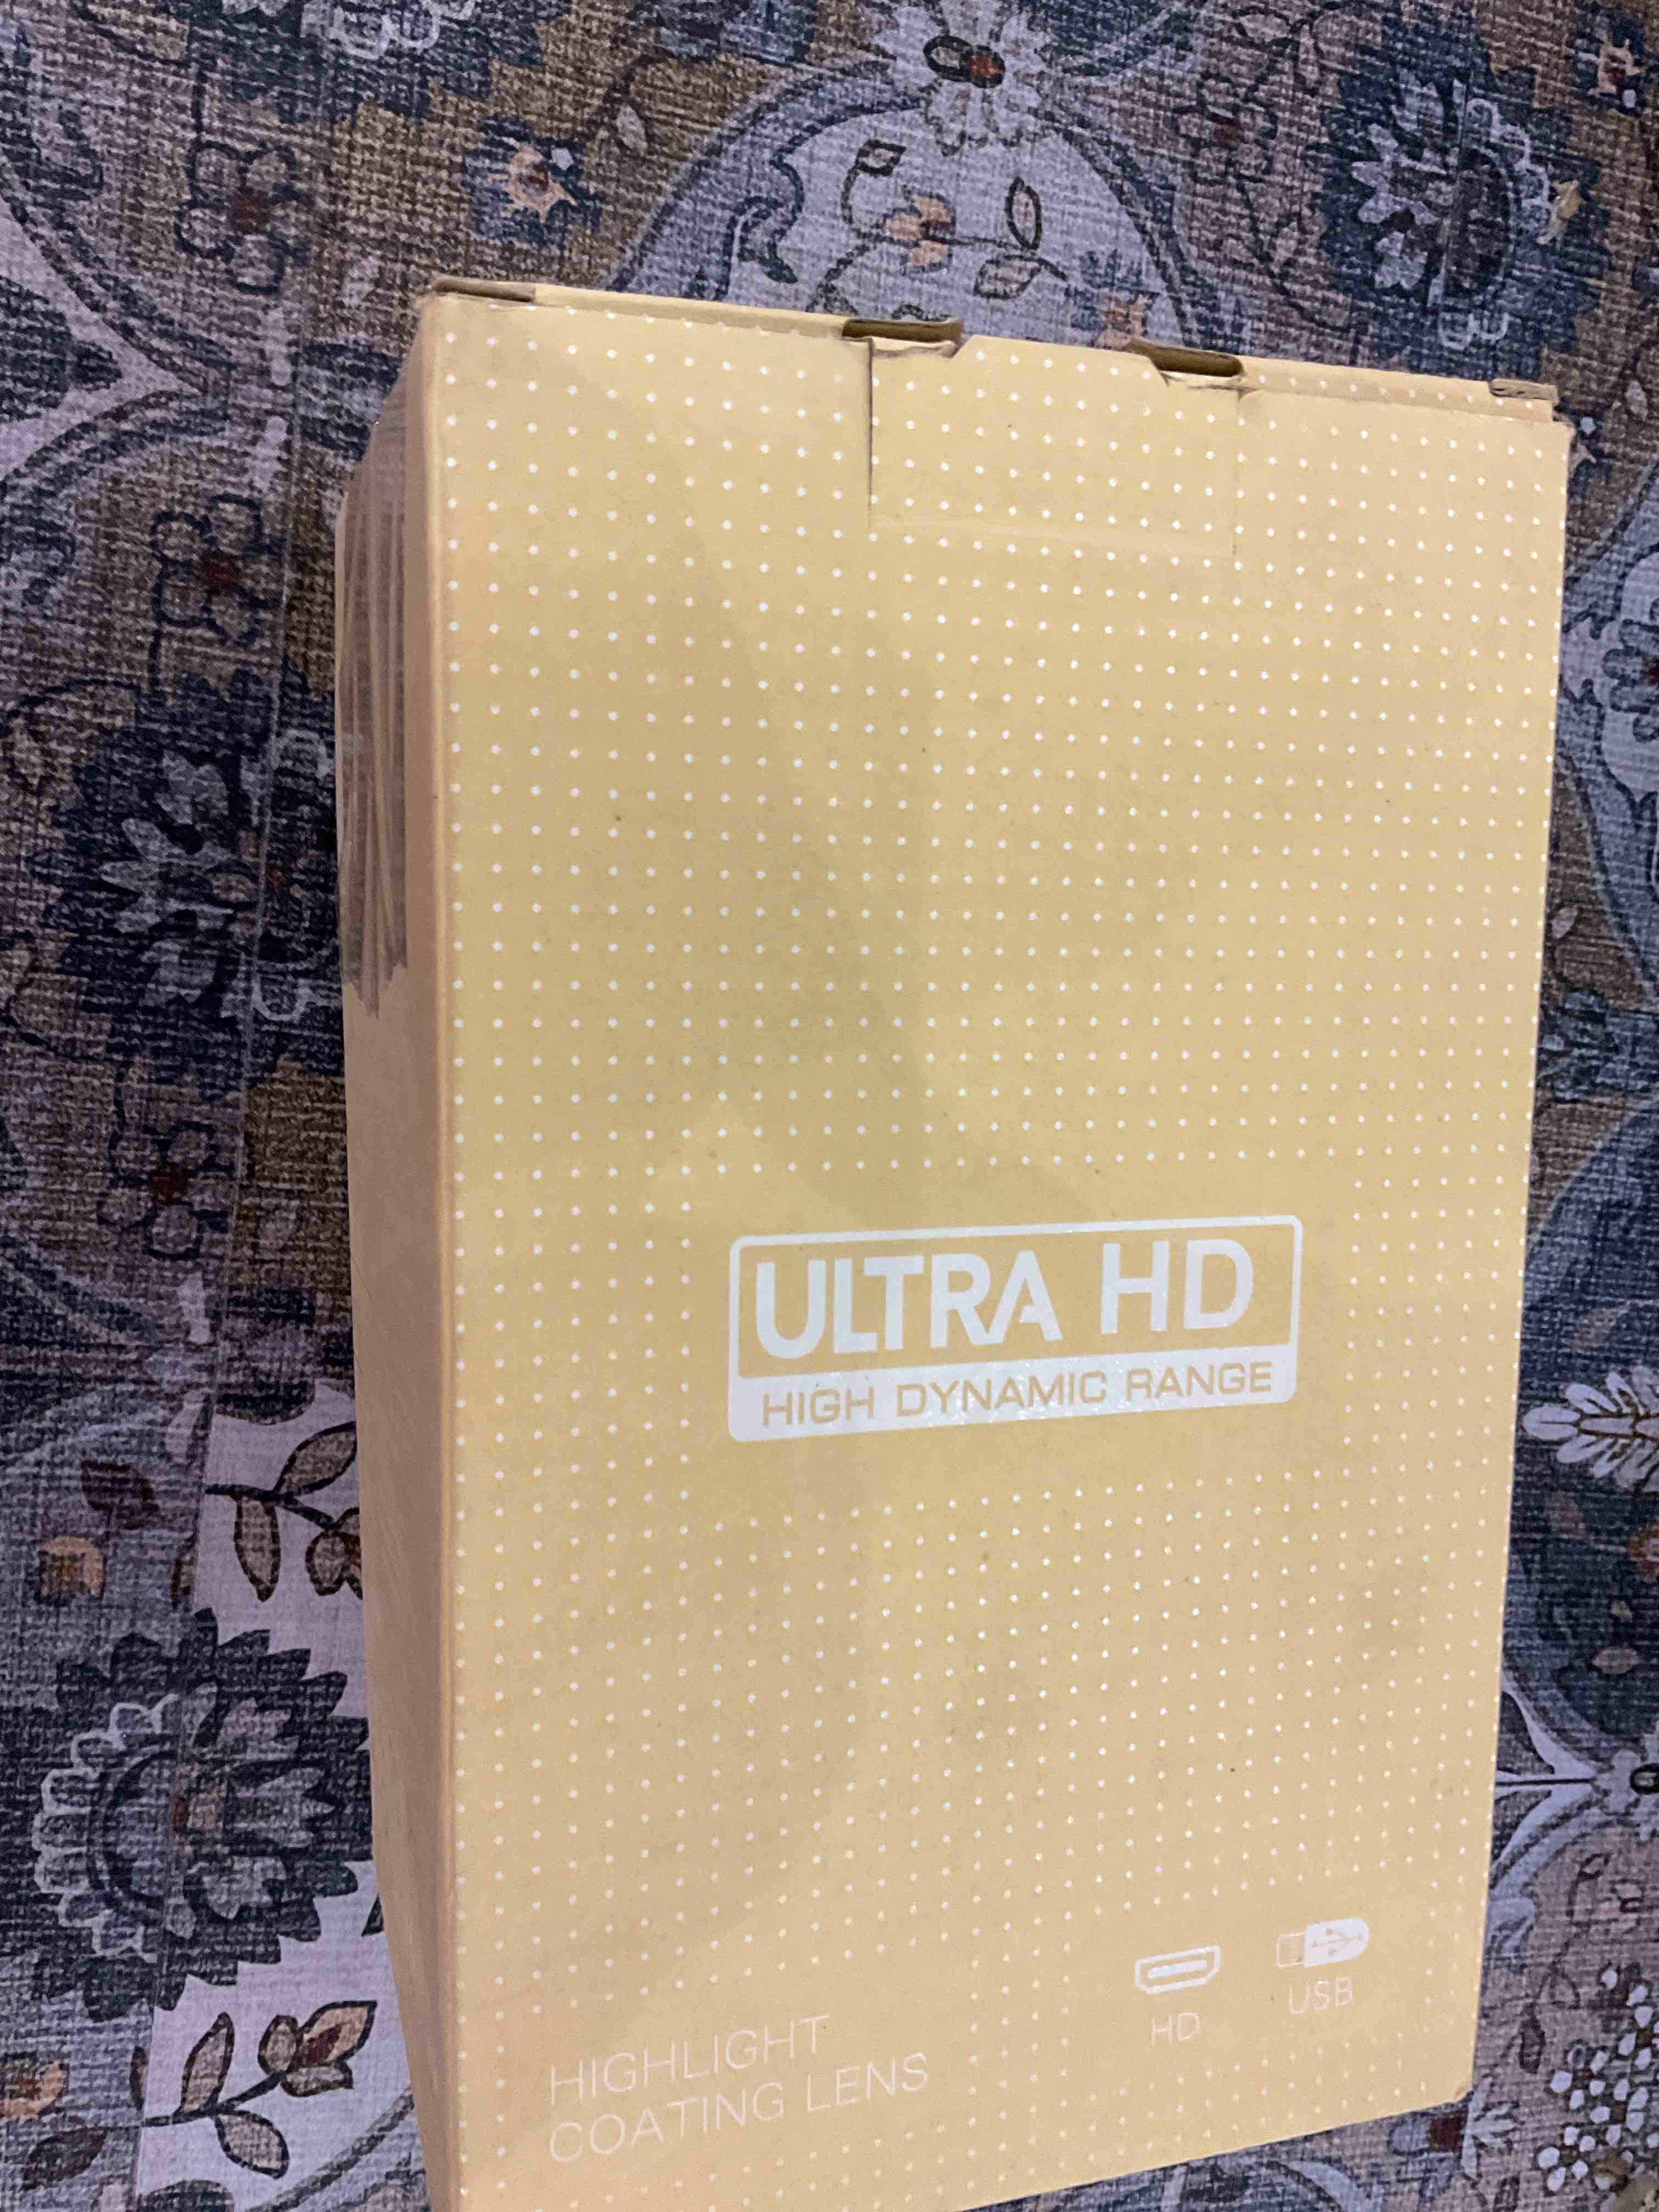 ULTRA HD
HIGH DYNAMIC RANGE
HD
USB
HIGHLIGHT
COATING LENS